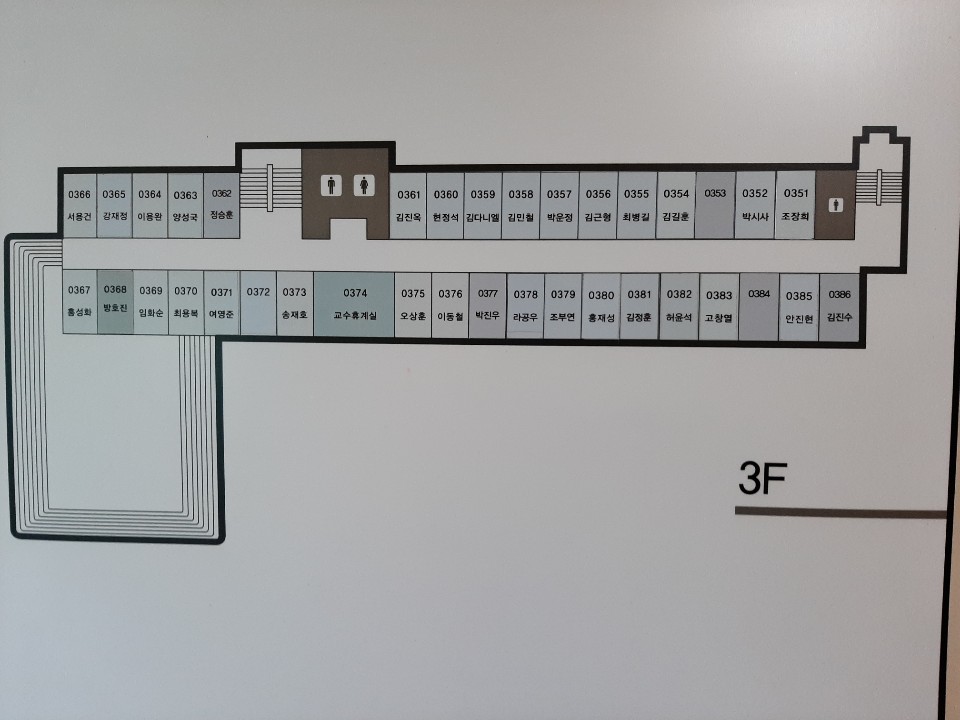 0366 0365 0364 0363 0362
서용건 강재정 이용완 양성국 정승훈
0361 0360 0359 0358 0357 0356 0355 0354 0353 0352 0351
김진옥 현정석 김다니엘 김민철 박운정 김근형 최병길 김길훈 박시사 조장희
0367 0368 0369 0370 0371 0372 0373 0374 0375 0376 0377 0378 0379 0380 0381 0382 0383 0384 0385 0386
홍성화 방호진 임화순 최용복 여영준 송재호 교수휴게실 오상훈 이동철 박진우 라공우 조부연 홍재성 김정훈 허윤석 고창열 안진현 김진수
3F